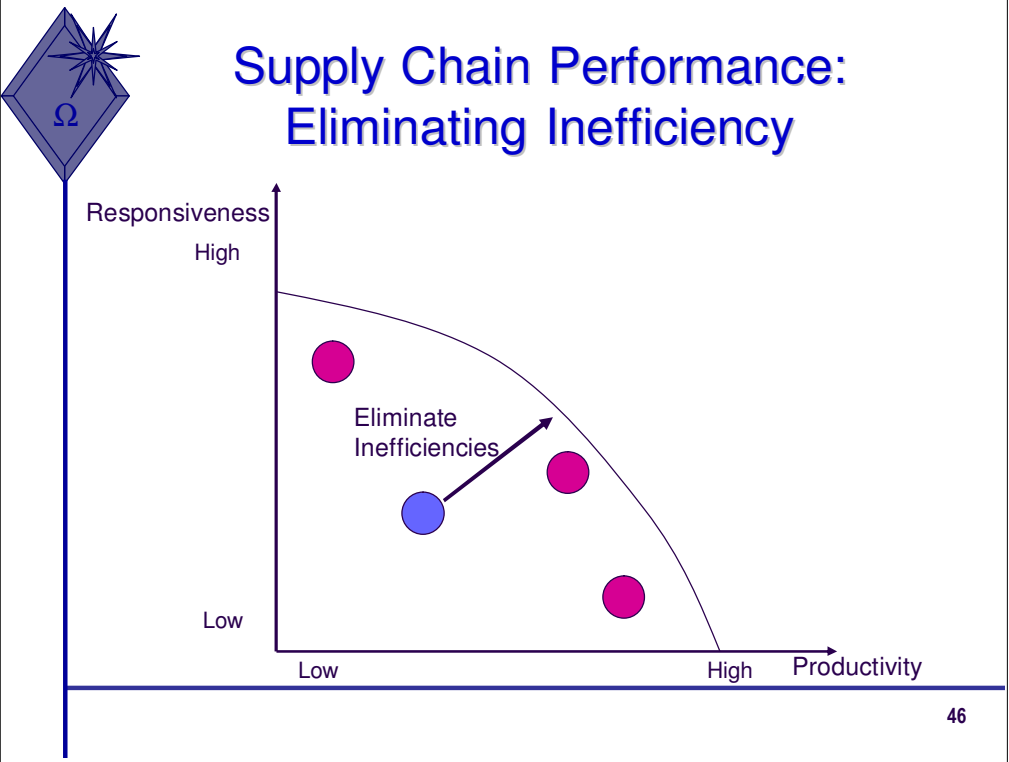 Supply Chain Performance:
Eliminating Inefficiency
Ω
Responsiveness
High
Eliminate
Inefficiencies
Low
Low
High
Productivity
46